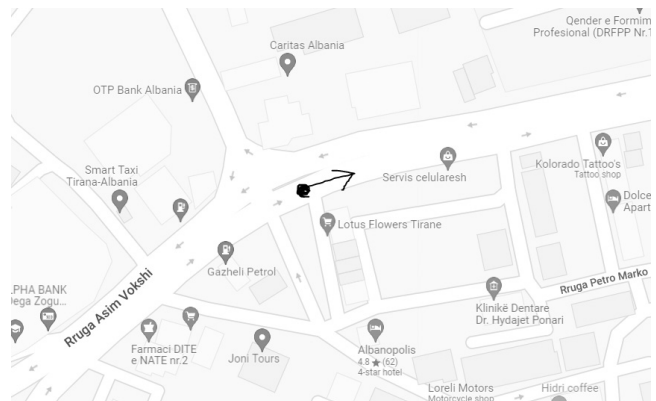 Qender e Formim
Profesional (DRFPP Nr.1
Caritas Albania
OTP Bank Albania
Smart Taxi
Tirana-Albania
Servis celularesh
Kolorado Tattoo's
Tattoo shop
Dolce
Apart
Lotus Flowers Tirane
Gazheli Petrol
Rruga Petro Marko
LPHA BANK
Dega Zogu...
Rruga Asim Vokshi
Klinikë Dentare
Dr. Hydajet Ponari
Farmaci DITE
e NATE nr.2
Joni Tours
Albanopolis
4.8 ★ (62)
4-star hotel
Loreli Motors
Motorcycle shop
Hidri coffee